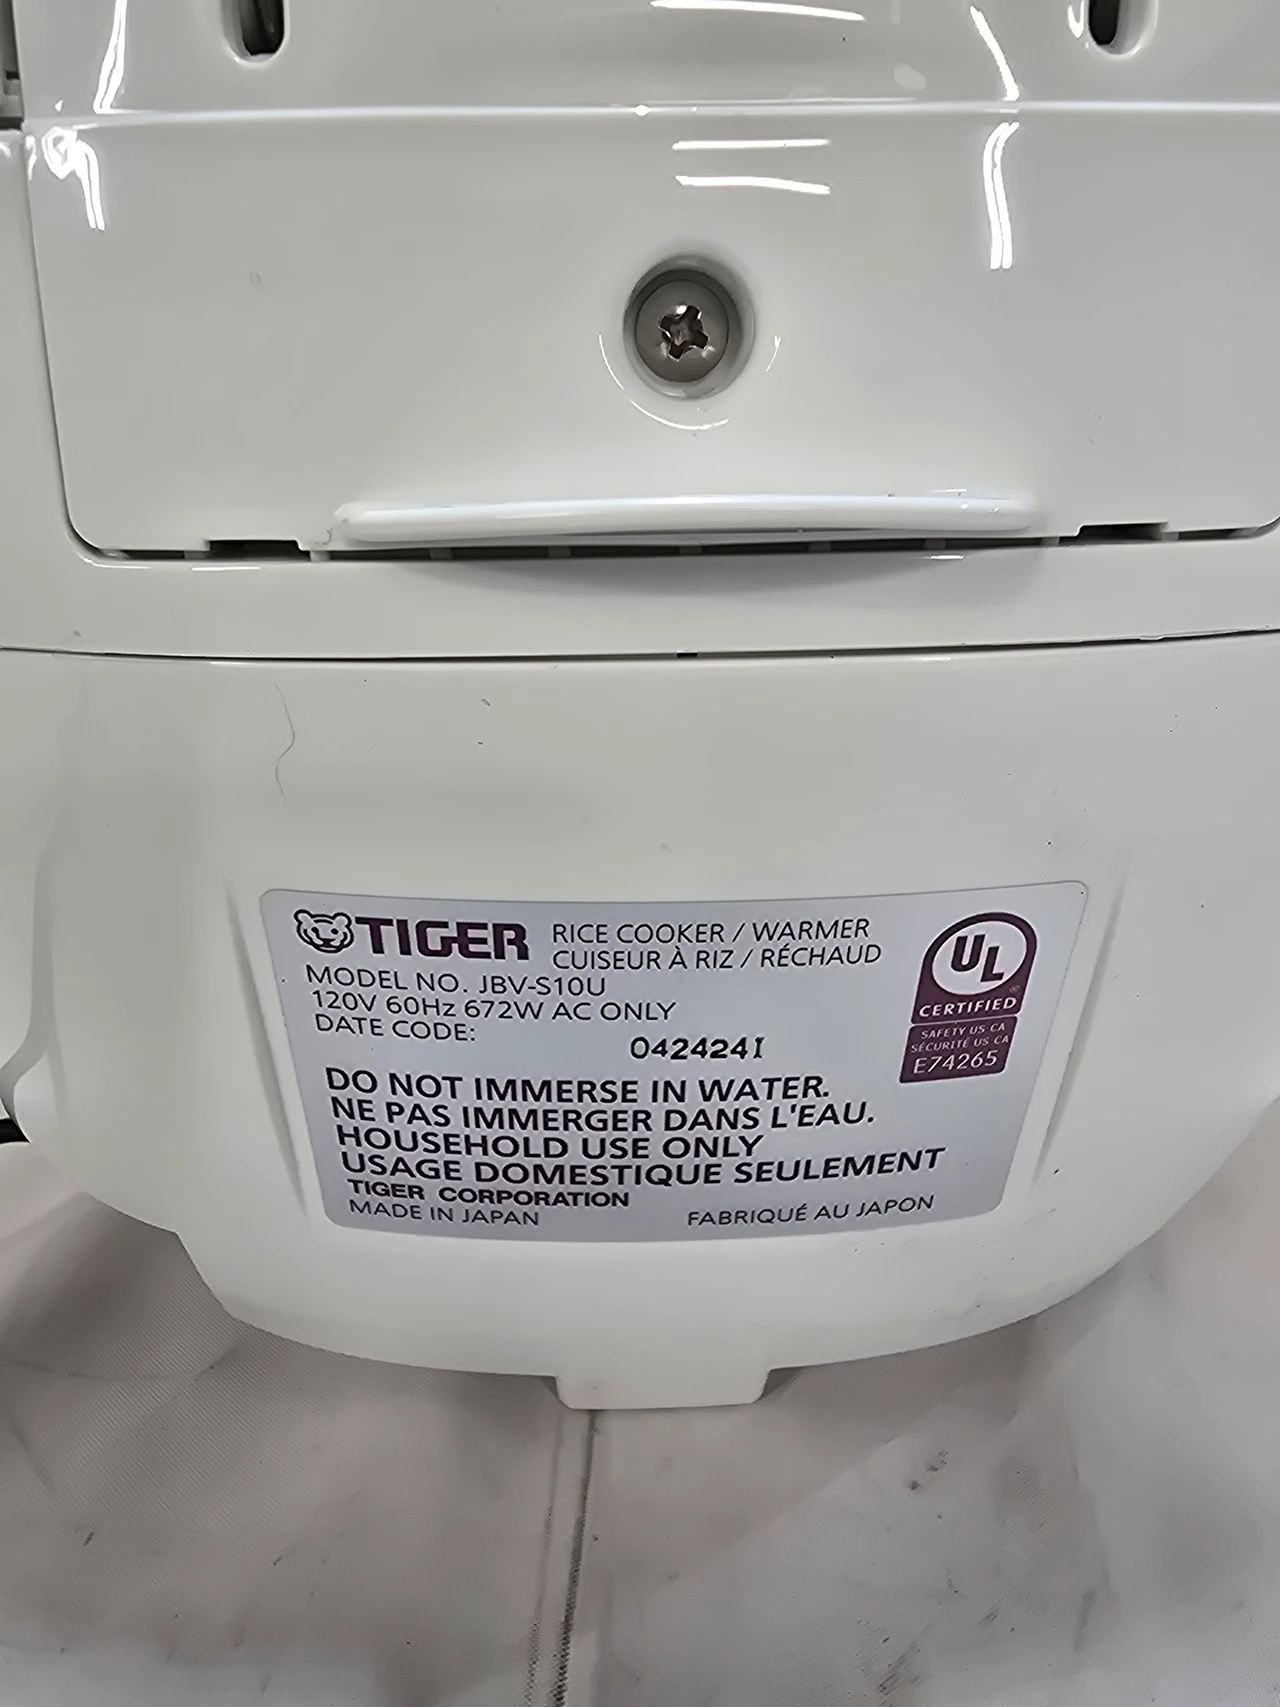 TIGER RICE COOKER / WARMER
CUISEUR À RIZ / RÉCHAUD
MODEL NO. JBV-S10U
120V 60Hz 672W AC ONLY
DATE CODE:
042424I
UL ®
CERTIFIED
SAFETY US CA
SÉCURITÉ US CA
E74265
DO NOT IMMERSE IN WATER.
NE PAS IMMERGER DANS L'EAU.
HOUSEHOLD USE ONLY
USAGE DOMESTIQUE SEULEMENT
TIGER CORPORATION
MADE IN JAPAN FABRIQUÉ AU JAPON